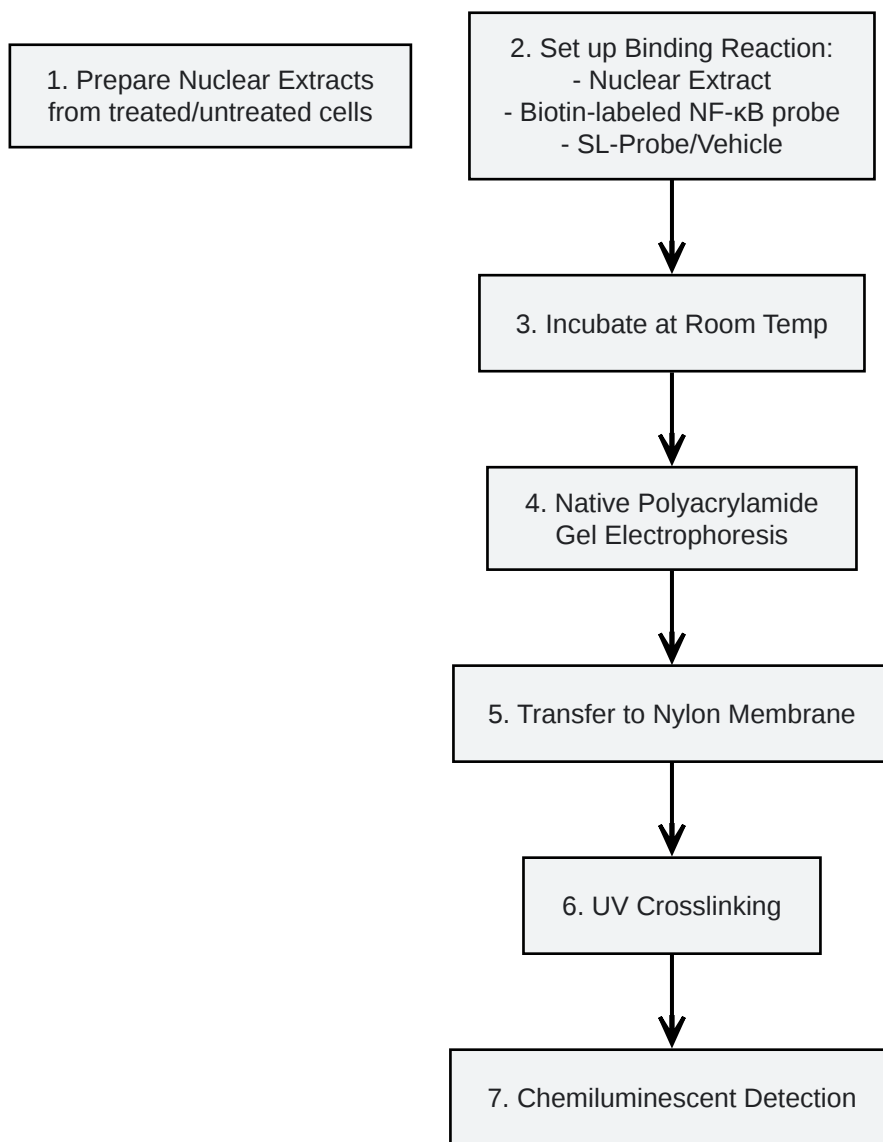 1. Prepare Nuclear Extracts
from treated/untreated cells
2. Set up Binding Reaction:
- Nuclear Extract
- Biotin-labeled NF-κB probe
- SL-Probe/Vehicle
3. Incubate at Room Temp
4. Native Polyacrylamide
Gel Electrophoresis
5. Transfer to Nylon Membrane
6. UV Crosslinking
7. Chemiluminescent Detection